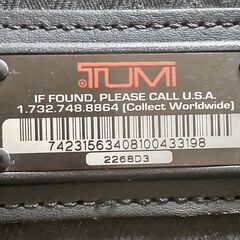 TUMI
®
IF FOUND, PLEASE CALL U.S.A.
1.732.748.8864 (Collect Worldwide)
74231563408100433198
2268D3